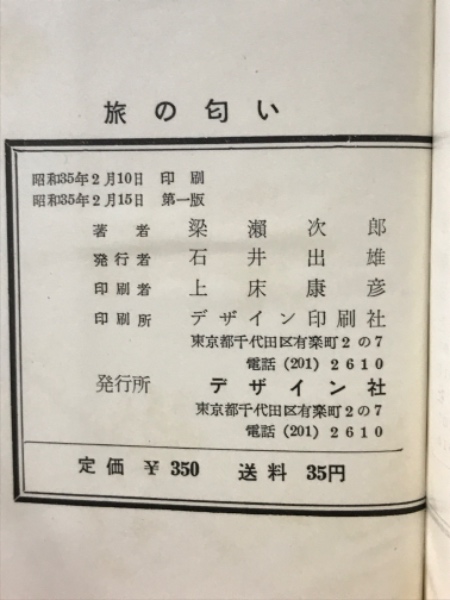 旅の匂い
昭和35年2月10日 印刷
昭和35年2月15日 第一版
著者 梁瀬次郎
発行者 石井出雄
印刷者 上床康彦
印刷所 デザイン印刷社
東京都千代田区有楽町2の7
電話 (201) 2610
発行所 デザイン社
東京都千代田区有楽町2の7
電話 (201) 2610
定価 ¥350 送料 35円